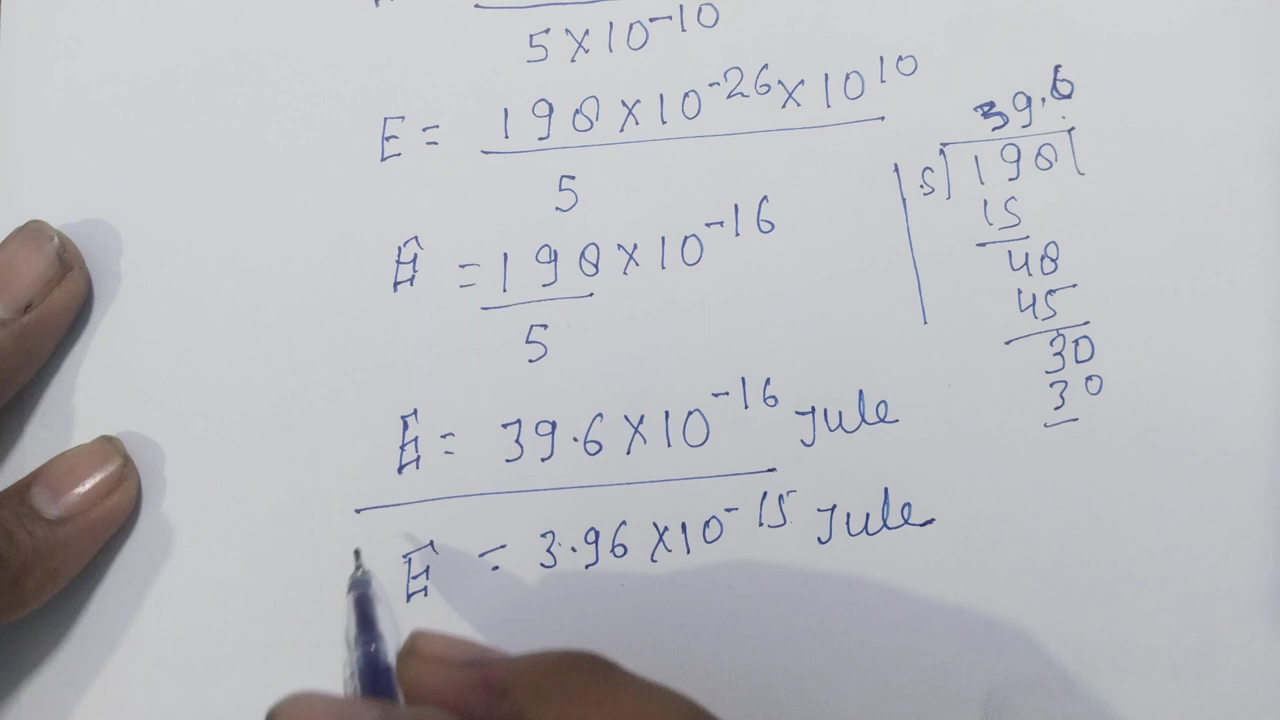 5×10⁻¹⁰
E = 198×10⁻²⁶×10¹⁰
5
E = 198×10⁻¹⁶
5
E = 39.6×10⁻¹⁶ Jule
E = 3.96×10⁻¹⁵ Jule
39.6
5)198(
15
48
45
30
30